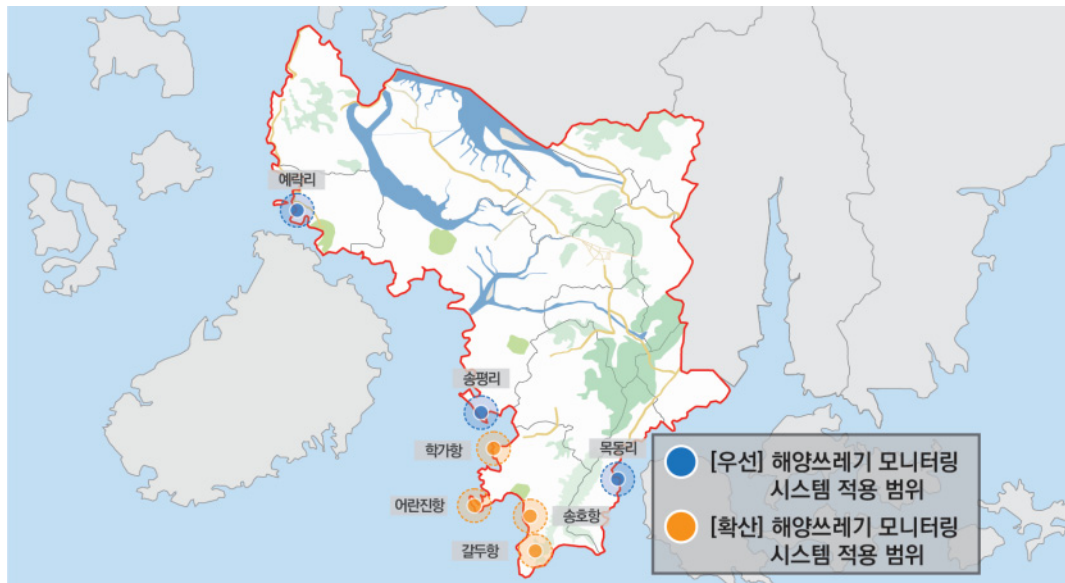 예락리
송평리
학가항
목동리
어란진항
송호항
갈두항
[우선] 해양쓰레기 모니터링
시스템 적용 범위
[확산] 해양쓰레기 모니터링
시스템 적용 범위